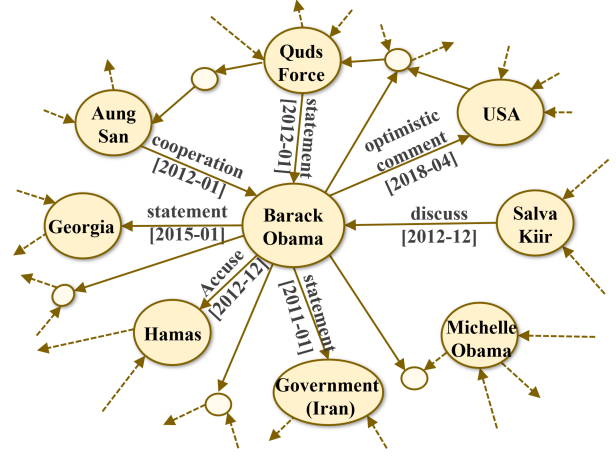 Quds
Force
Aung
San
USA
statement
[2012-01]
optimistic
comment
[2018-04]
cooperation
[2012-01]
Georgia
statement
[2015-01]
Barack
Obama
discuss
[2012-12]
Salva
Kiir
Accuse
[2012-12]
statement
[2011-01]
Hamas
Michelle
Obama
Government
(Iran)